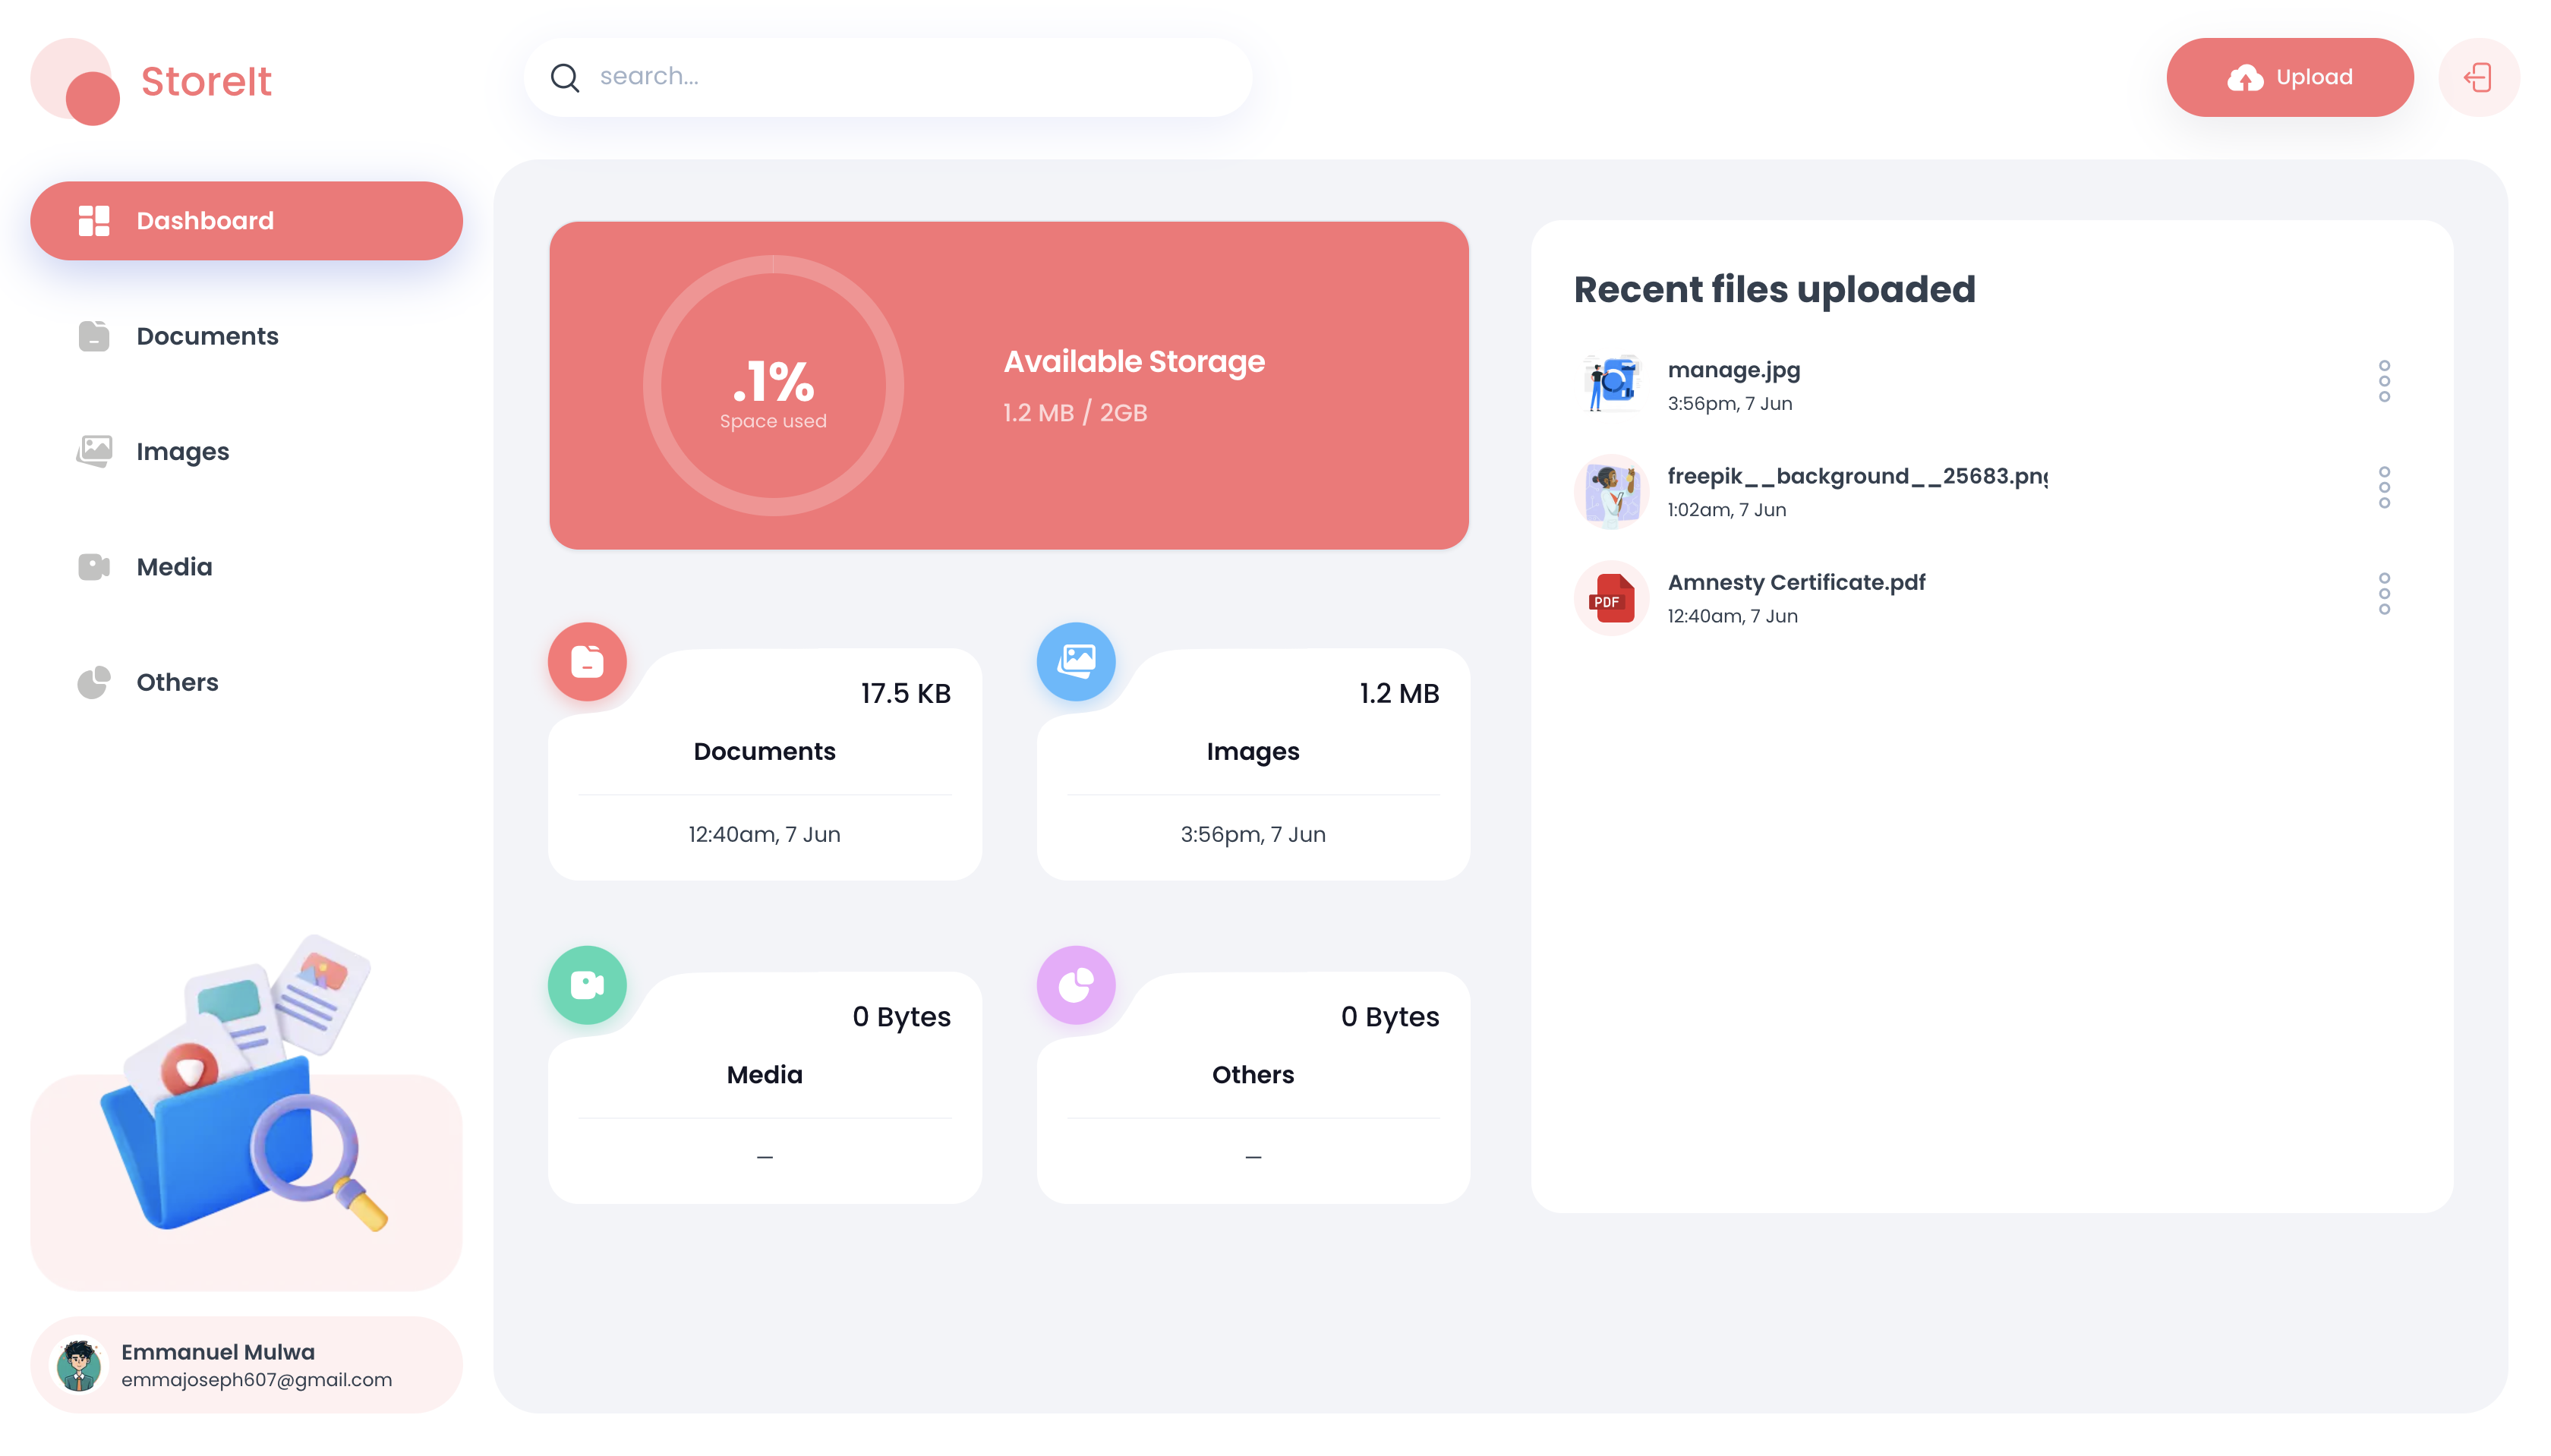 StoreIt
search...
Upload
Dashboard
Documents
Images
Media
Others
Emmanuel Mulwa
emmajoseph607@gmail.com
.1%
Space used
Available Storage
1.2 MB / 2GB
17.5 KB
Documents
12:40am, 7 Jun
1.2 MB
Images
3:56pm, 7 Jun
0 Bytes
Media
—
0 Bytes
Others
—
Recent files uploaded
manage.jpg
3:56pm, 7 Jun
freepik__background__25683.png
1:02am, 7 Jun
PDF
Amnesty Certificate.pdf
12:40am, 7 Jun